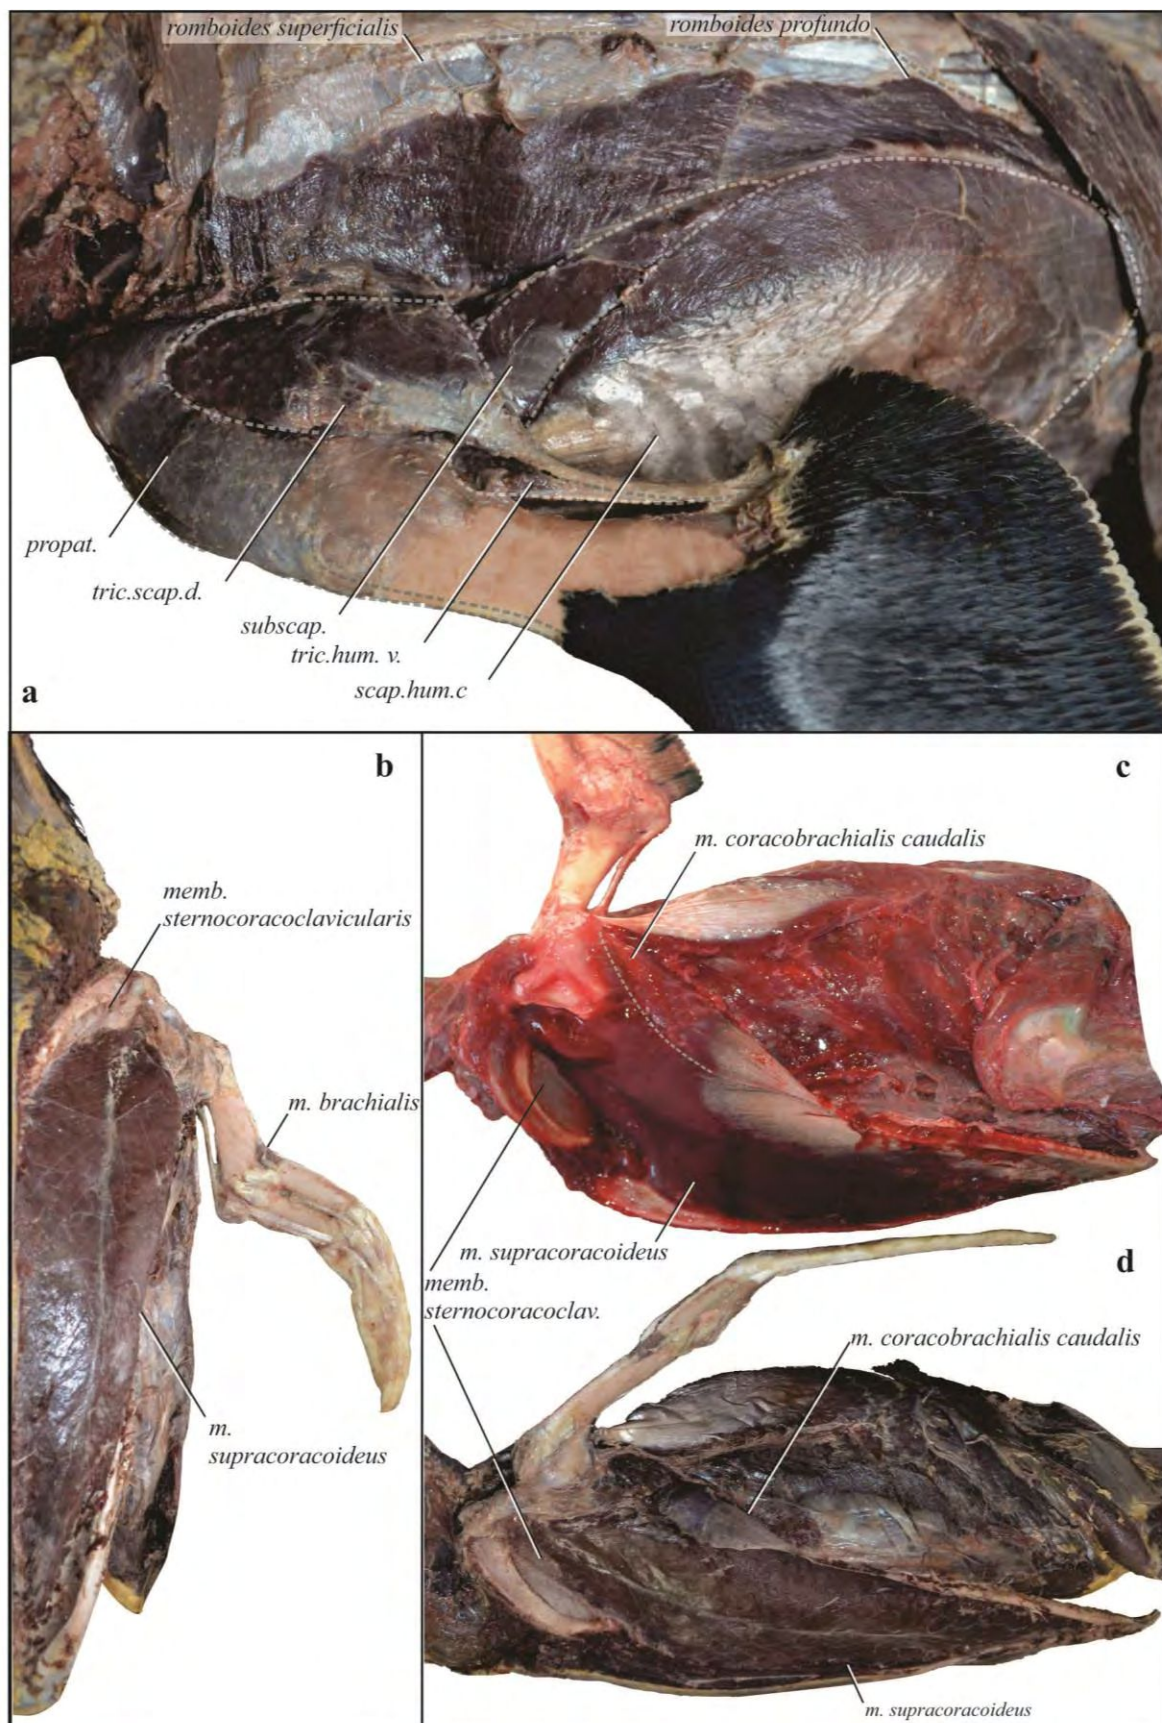 romboides superficialis
romboides profundo
propat.
tric.scap.d.
subscap.
tric.hum. v.
scap.hum.c
a
b
memb.
sternocoracoclavicularis
m. brachialis
m.
supracoracoideus
c
m. coracobrachialis caudalis
m. supracoracoideus
memb.
sternocoracoclav.
d
m. coracobrachialis caudalis
m. supracoracoideus